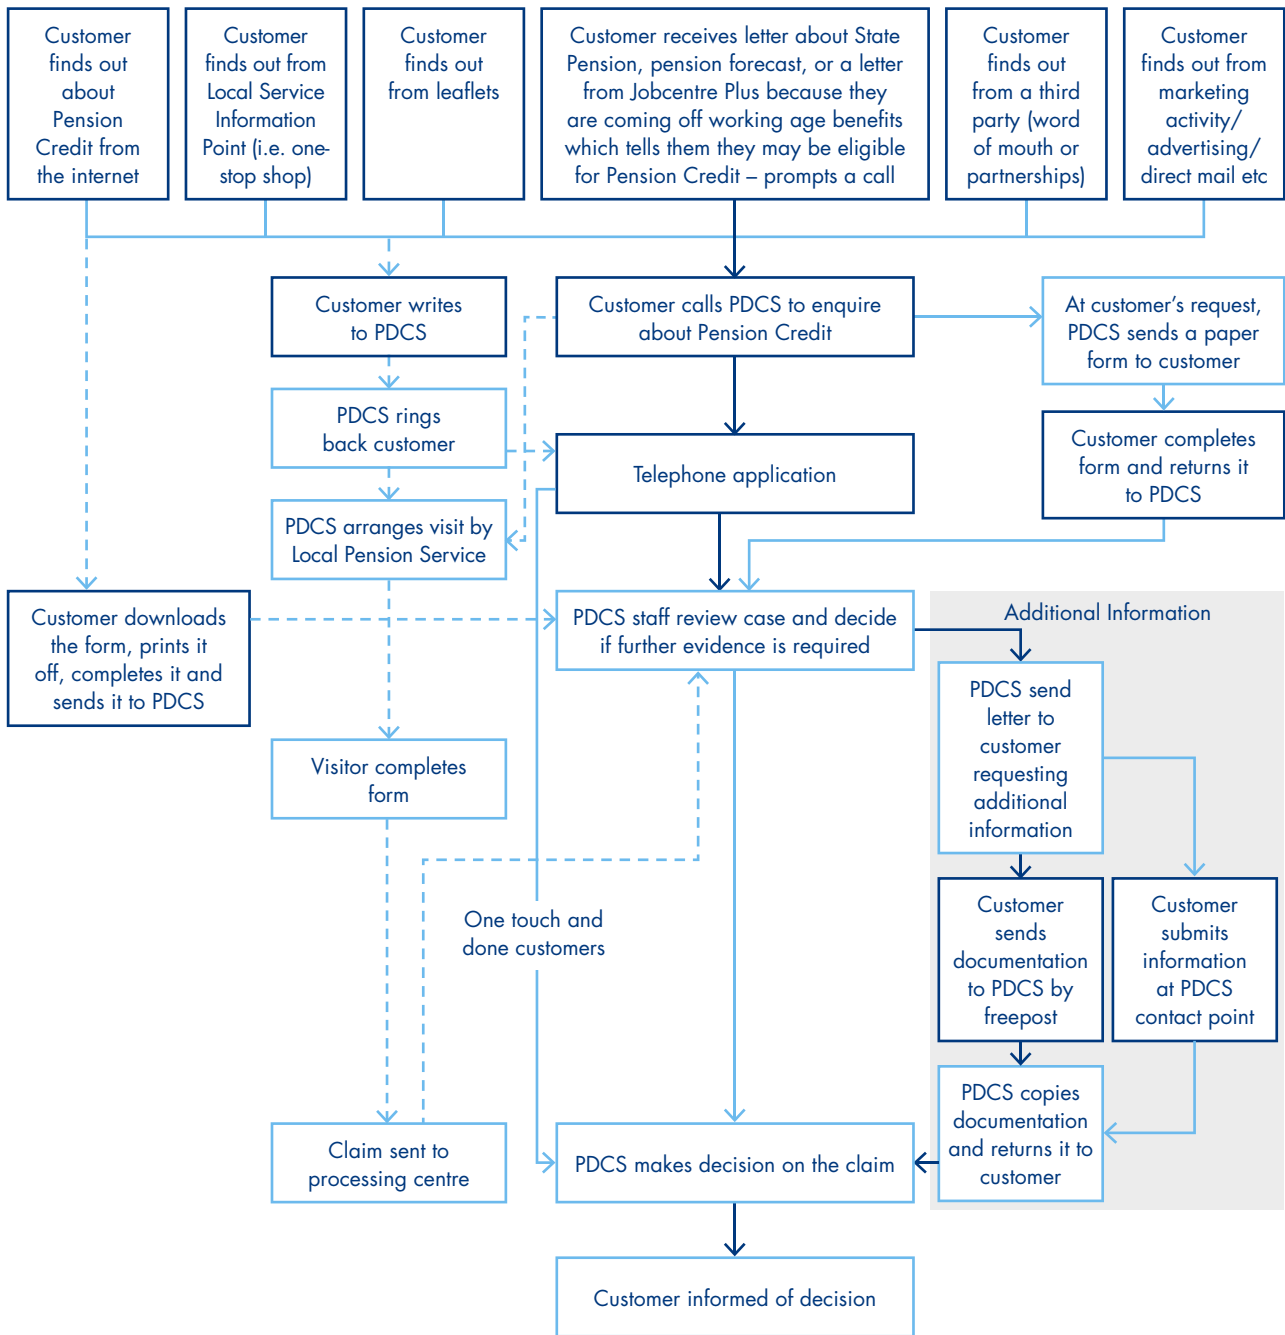 Customer
finds out
about
Pension
Credit from
the internet
Customer
finds out from
Local Service
Information
Point (i.e. one-
stop shop)
Customer
finds out
from leaflets
Customer receives letter about State
Pension, pension forecast, or a letter
from Jobcentre Plus because they
are coming off working age benefits
which tells them they may be eligible
for Pension Credit – prompts a call
Customer
finds out
from a third
party (word
of mouth or
partnerships)
Customer
finds out from
marketing
activity/
advertising/
direct mail etc
Customer writes
to PDCS
Customer calls PDCS to enquire
about Pension Credit
At customer’s request,
PDCS sends a paper
form to customer
PDCS rings
back customer
Telephone application
Customer completes
form and returns it
to PDCS
PDCS arranges visit by
Local Pension Service
Customer downloads
the form, prints it
off, completes it and
sends it to PDCS
PDCS staff review case and decide
if further evidence is required
Additional Information
PDCS send
letter to
customer
requesting
additional
information
Visitor completes
form
One touch and
done customers
Customer
sends
documentation
to PDCS by
freepost
Customer
submits
information
at PDCS
contact point
Claim sent to
processing centre
PDCS makes decision on the claim
PDCS copies
documentation
and returns it to
customer
Customer informed of decision